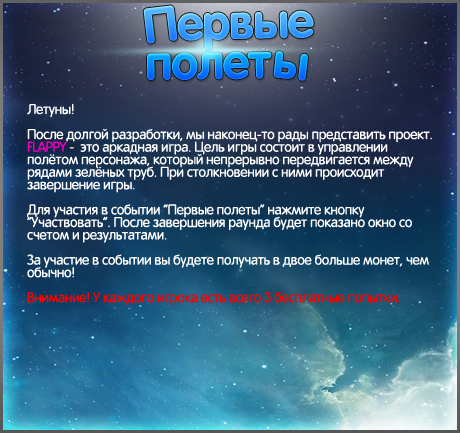 Первые
полеты
Летуны!
После долгой разработки, мы наконец-то рады представить проект.
FLAPPY - это аркадная игра. Цель игры состоит в управлении
полётом персонажа, который непрерывно передвигается между
рядами зелёных труб. При столкновении с ними происходит
завершение игры.
Для участия в событии "Первые полеты" нажмите кнопку
"Участвовать". После завершения раунда будет показано окно со
счетом и результатами.
За участие в событии вы будете получать в двое больше монет, чем
обычно!
Внимание! У каждого игрока есть всего 3 бесплатные попытки.